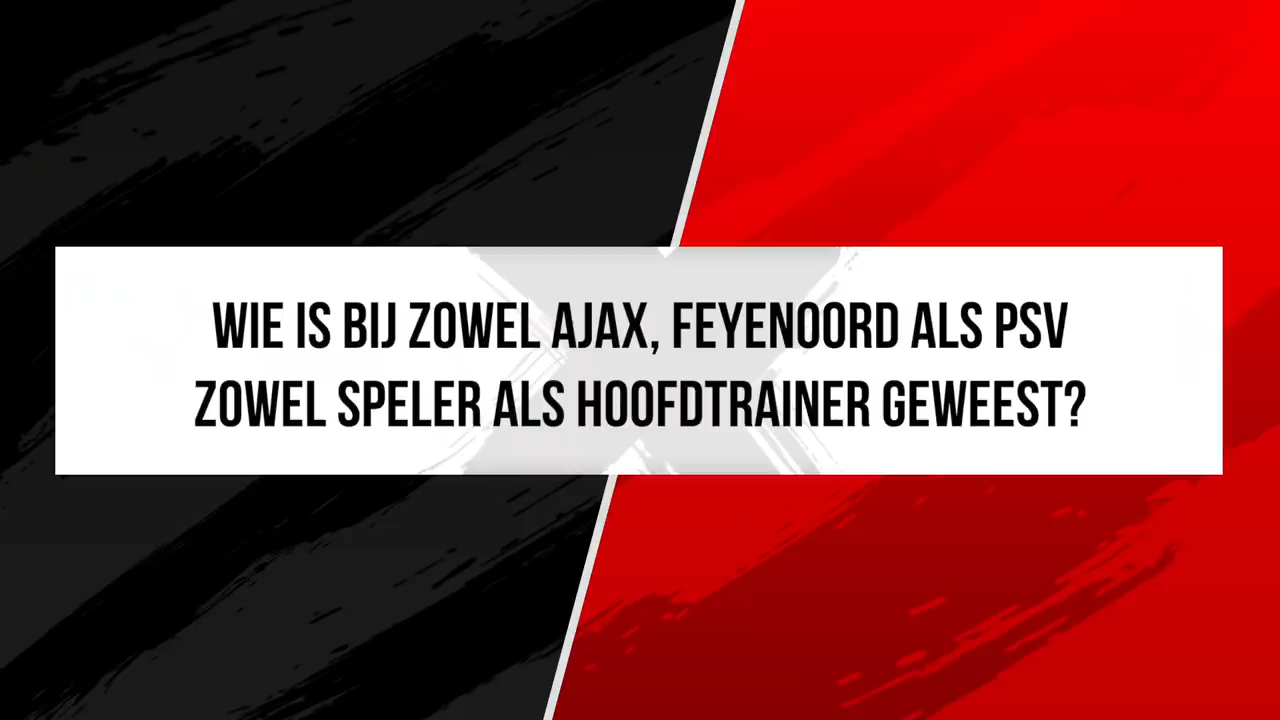 WIE IS BIJ ZOWEL AJAX, FEYENOORD ALS PSV
ZOWEL SPELER ALS HOOFDTRAINER GEWEEST?